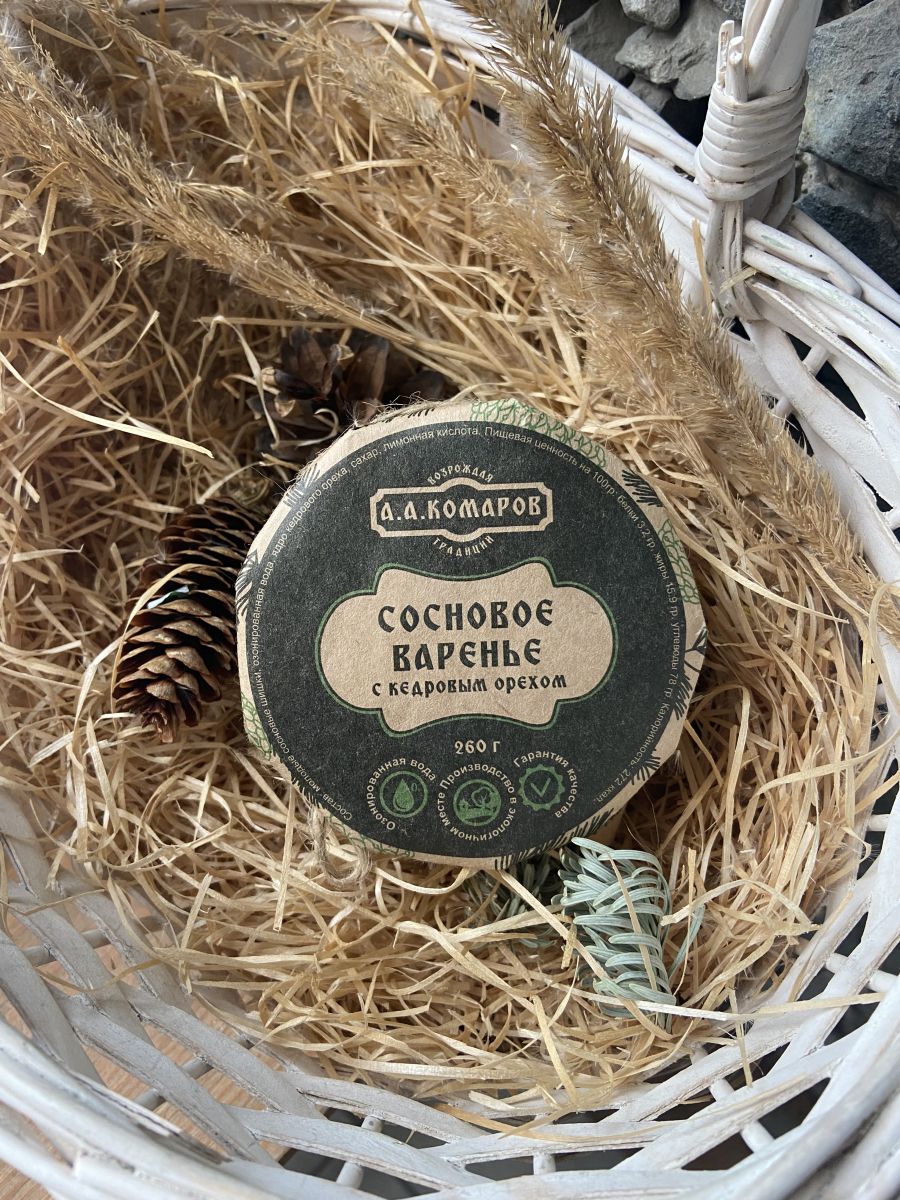 Состав: молодые сосновые шишки, озонированная вода, ядро кедрового ореха, сахар, лимонная кислота. Пищевая ценность на 100гр: белки 3,2 гр, жиры 15,9 гр, углеводы 78 гр. Калорийность: 272 ккал.
ВОЗРОЖДАЯ
А.А.КОМАРОВ
ТРАДИЦИИ
СОСНОВОЕ
ВАРЕНЬЕ
С КЕДРОВЫМ ОРЕХОМ
260 г
Озонированная вода
Производство в экологичном месте
Гарантия качества